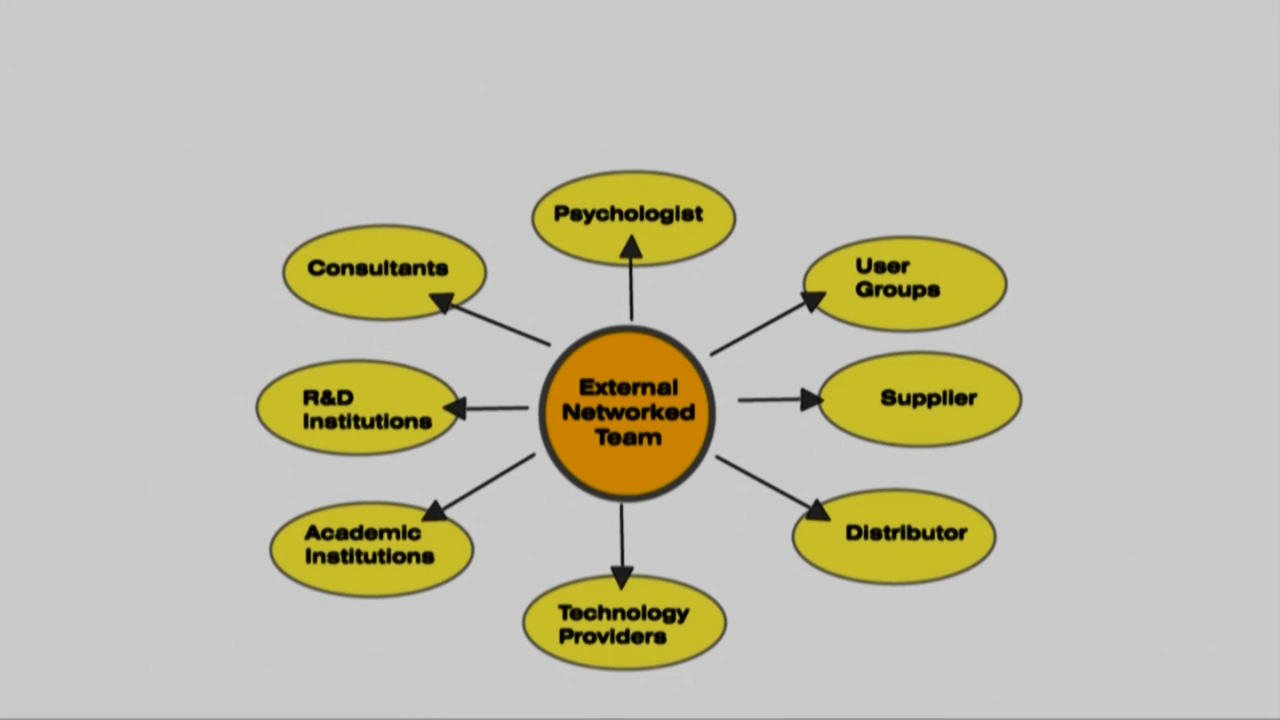 Psychologist
Consultants
User
Groups
External
Networked
Team
R&D
Institutions
Supplier
Academic
Institutions
Distributor
Technology
Providers